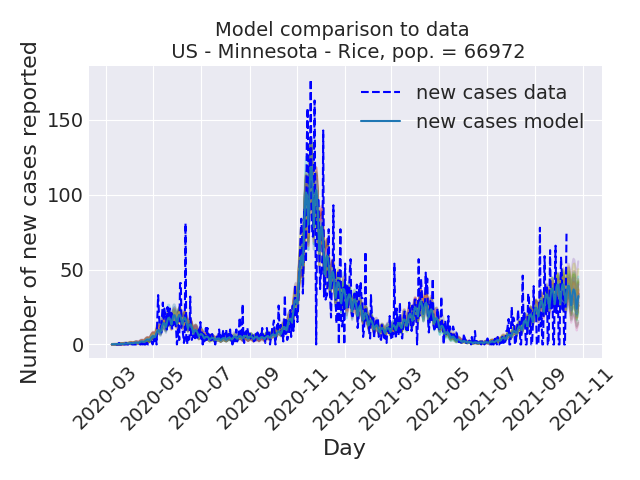 Model comparison to data
US - Minnesota - Rice, pop. = 66972
Number of new cases reported
150
100
50
0
new cases data
new cases model
2020-03
2020-05
2020-07
2020-09
2020-11
2021-01
2021-03
2021-05
2021-07
2021-09
2021-11
Day